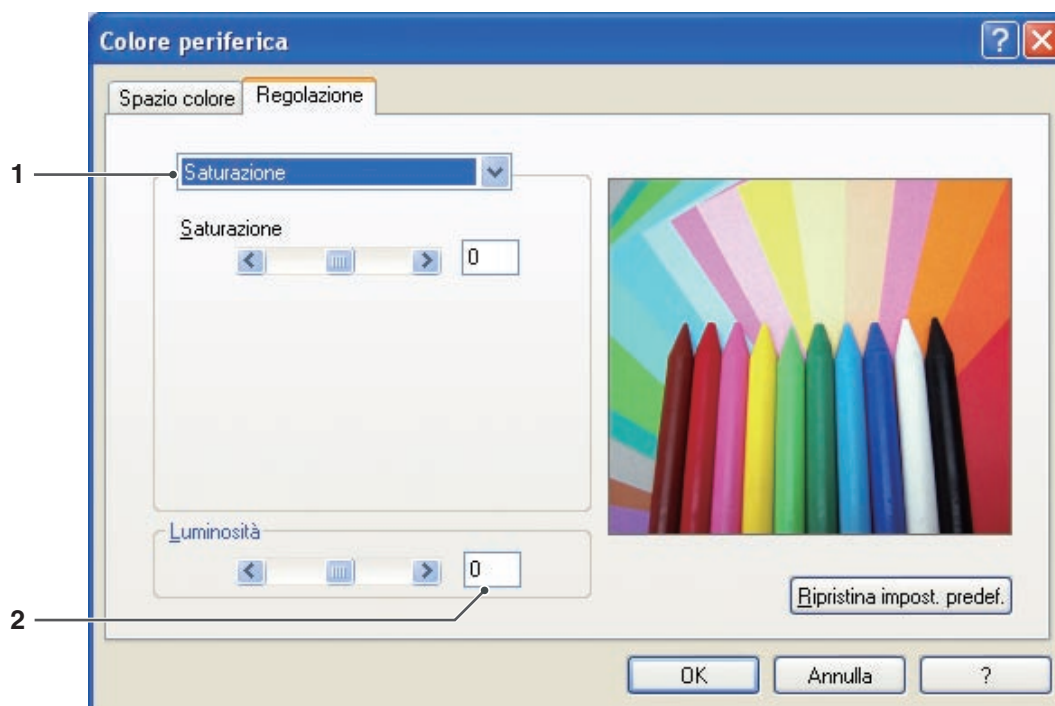 Colore periferica
?
Spazio colore Regolazione
1
Saturazione
Saturazione
0
Luminosità
0
2
Ripristina impost. predef.
OK Annulla ?